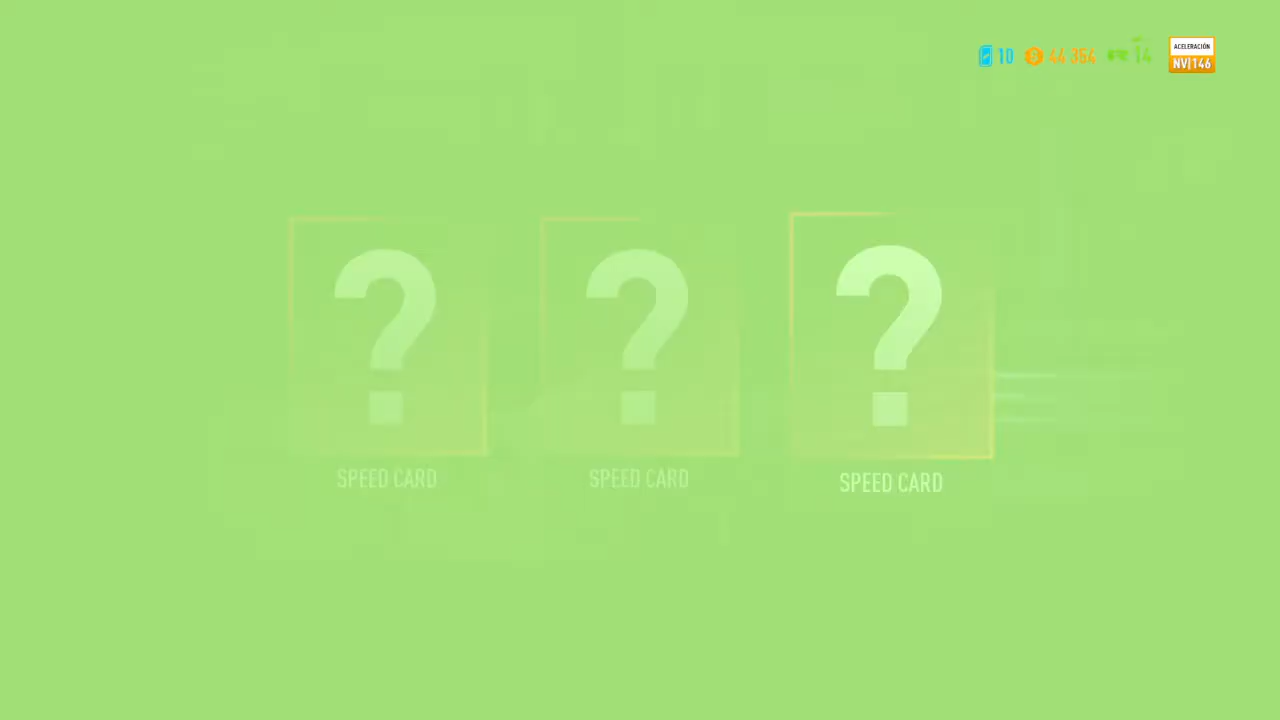 10 44 354 14
ACELERACIÓN
NV|146
? ? ?
SPEED CARD SPEED CARD SPEED CARD